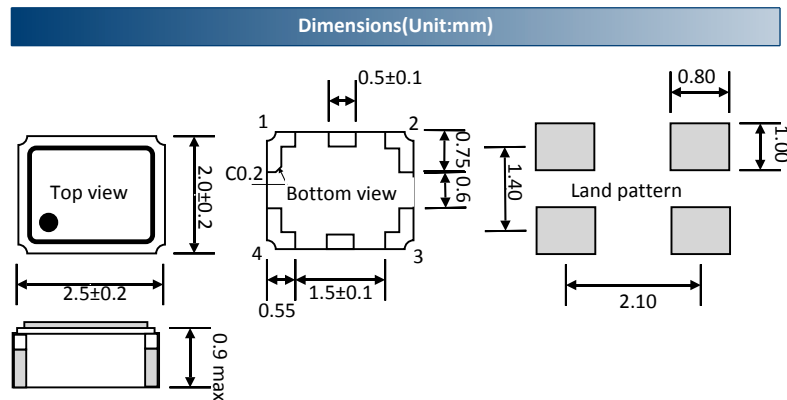 Dimensions(Unit:mm)
0.5±0.1
0.80
1
2
1.00
Top view
2.0±0.2
C0.2
Bottom view
0.75
0.6
1.40
Land pattern
4
3
2.5±0.2
1.5±0.1
0.55
2.10
0.9 max